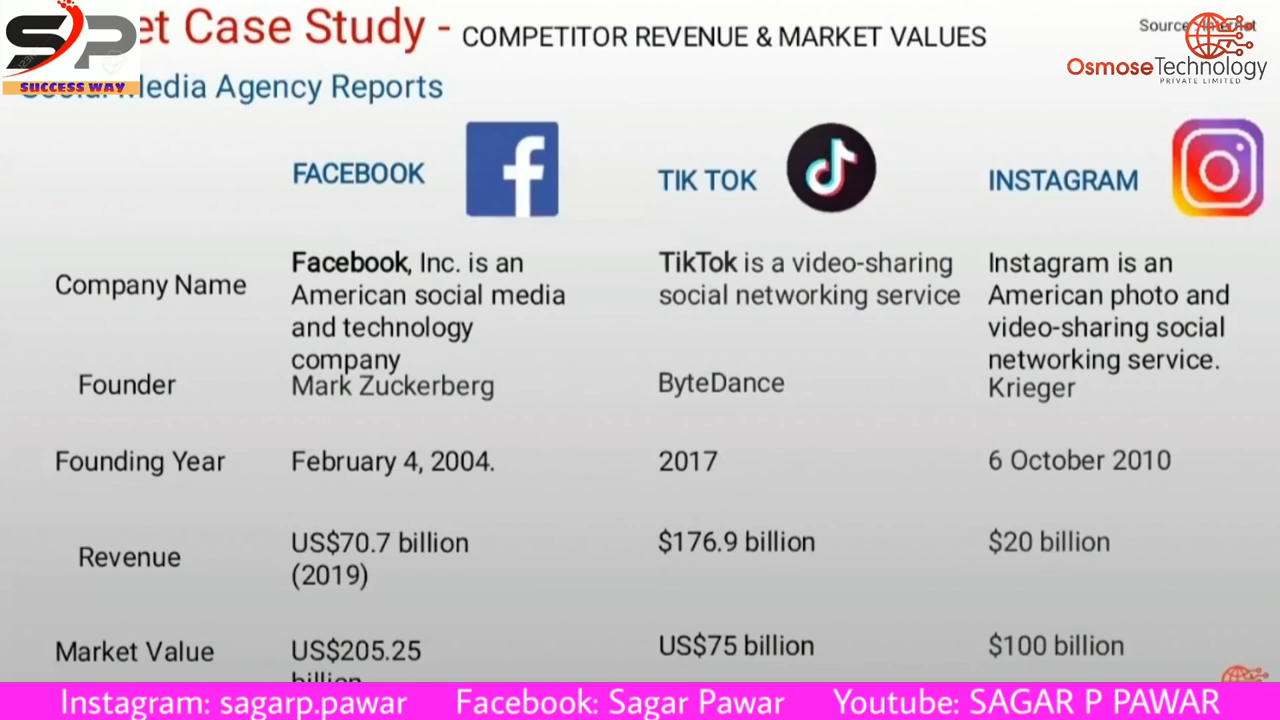 et Case Study - COMPETITOR REVENUE & MARKET VALUES
Source
SP
SUCCESS WAY
OsmoseTechnology
PRIVATE LIMITED
Media Agency Reports
FACEBOOK
TIK TOK
INSTAGRAM
Company Name
Facebook, Inc. is an
American social media
and technology
company
TikTok is a video-sharing
social networking service
Instagram is an
American photo and
video-sharing social
networking service.
Founder
Mark Zuckerberg
ByteDance
Krieger
Founding Year
February 4, 2004.
2017
6 October 2010
Revenue
US$70.7 billion
(2019)
$176.9 billion
$20 billion
Market Value
US$205.25
billion
US$75 billion
$100 billion
Instagram: sagarp.pawar Facebook: Sagar Pawar Youtube: SAGAR P PAWAR